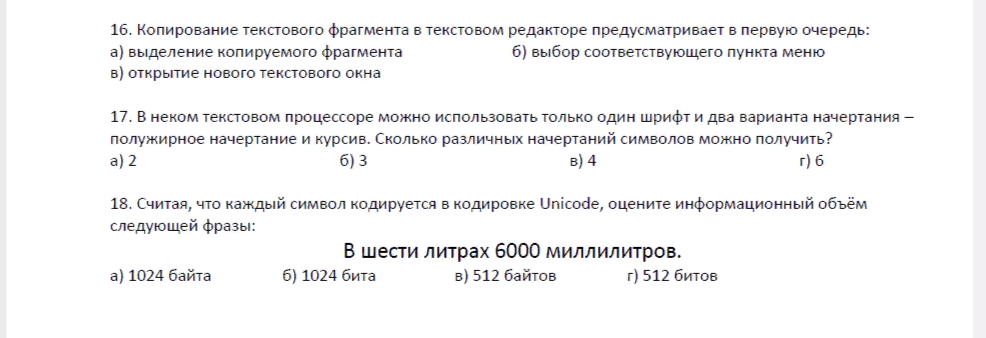 16. Копирование текстового фрагмента в текстовом редакторе предусматривает в первую очередь:
а) выделение копируемого фрагмента б) выбор соответствующего пункта меню
в) открытие нового текстового окна
17. В неком текстовом процессоре можно использовать только один шрифт и два варианта начертания –
полужирное начертание и курсив. Сколько различных начертаний символов можно получить?
а) 2 б) 3 в) 4 г) 6
18. Считая, что каждый символ кодируется в кодировке Unicode, оцените информационный объём
следующей фразы:
В шести литрах 6000 миллилитров.
а) 1024 байта б) 1024 бита в) 512 байтов г) 512 битов